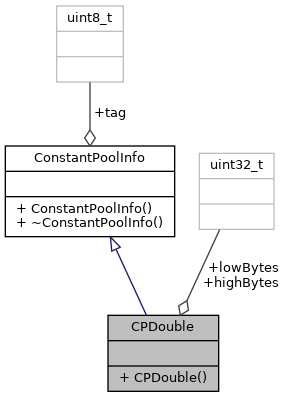 uint8_t
+tag
ConstantPoolInfo
+ ConstantPoolInfo()
+ ~ConstantPoolInfo()
uint32_t
+lowBytes
+highBytes
CPDouble
+ CPDouble()